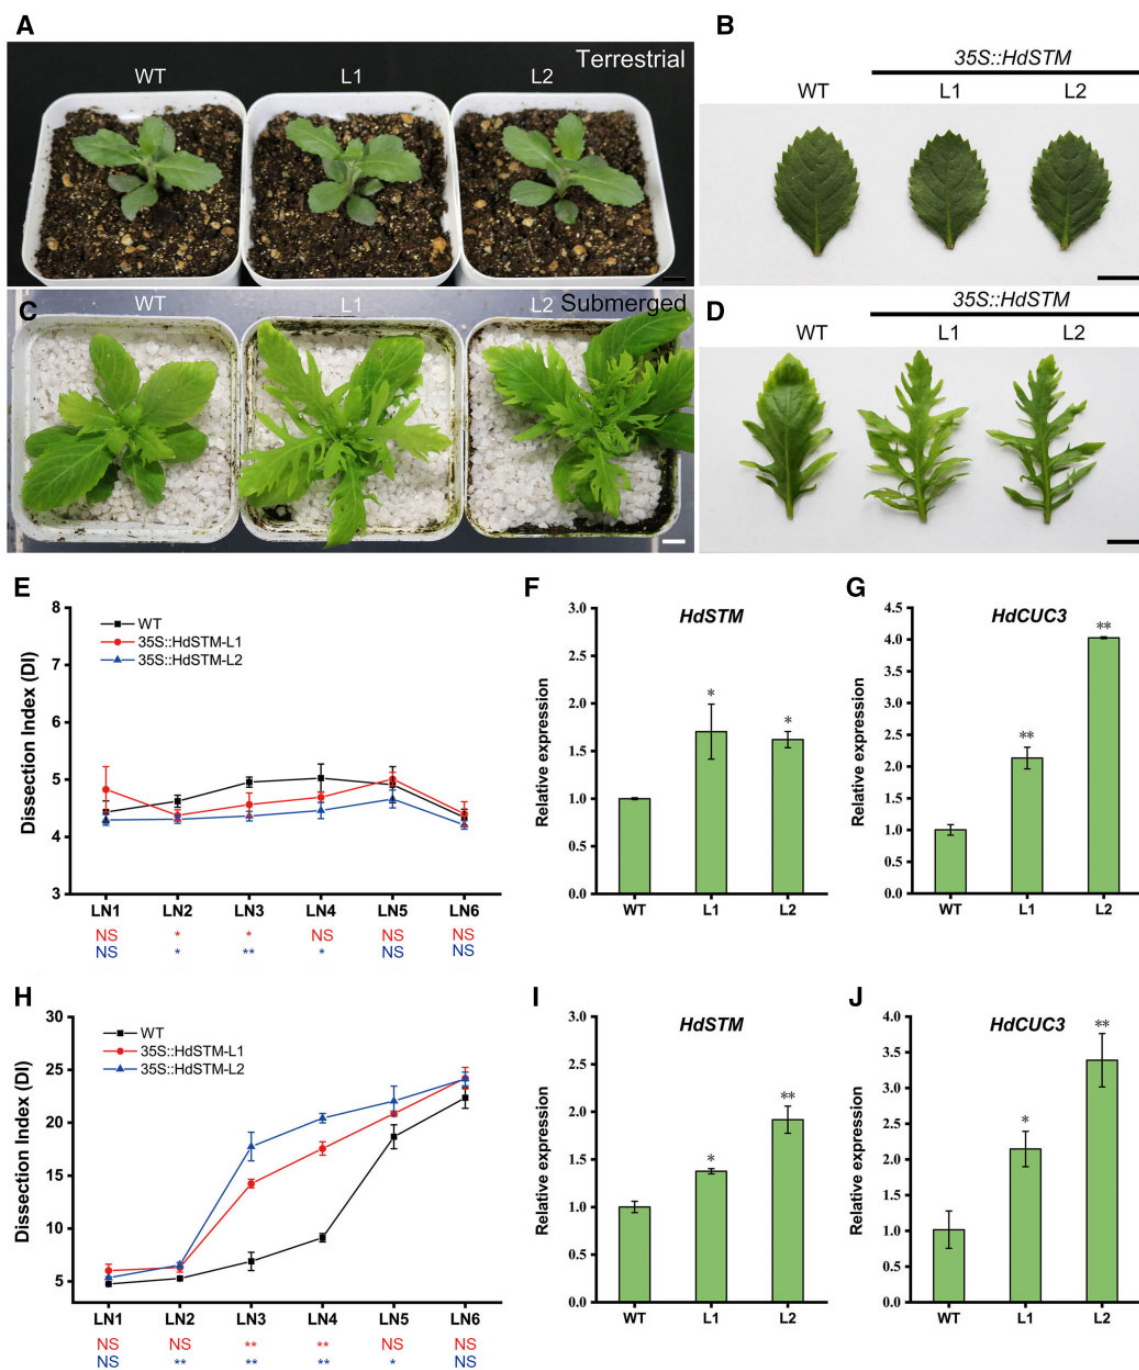 A
Terrestrial
WT
L1
L2
B
35S::HdSTM
WT
L1
L2
C
WT
L1
L2
Submerged
D
35S::HdSTM
WT
L1
L2
E
Dissection Index (DI)
8
7
6
5
4
3
WT
35S::HdSTM-L1
35S::HdSTM-L2
LN1 LN2 LN3 LN4 LN5 LN6
NS * * NS NS NS
NS * ** * NS NS
F
HdSTM
Relative expression
3.0
2.5
2.0
1.5
1.0
0.5
0.0
*
*
WT L1 L2
G
HdCUC3
Relative expression
4.5
4.0
3.5
3.0
2.5
2.0
1.5
1.0
0.5
0.0
**
**
WT L1 L2
H
Dissection Index (DI)
30
25
20
15
10
5
WT
35S::HdSTM-L1
35S::HdSTM-L2
LN1 LN2 LN3 LN4 LN5 LN6
NS NS ** ** NS NS
NS ** ** ** * NS
I
HdSTM
Relative expression
3.0
2.5
2.0
1.5
1.0
0.5
0.0
*
**
WT L1 L2
J
HdCUC3
Relative expression
4.0
3.5
3.0
2.5
2.0
1.5
1.0
0.5
0.0
*
**
WT L1 L2